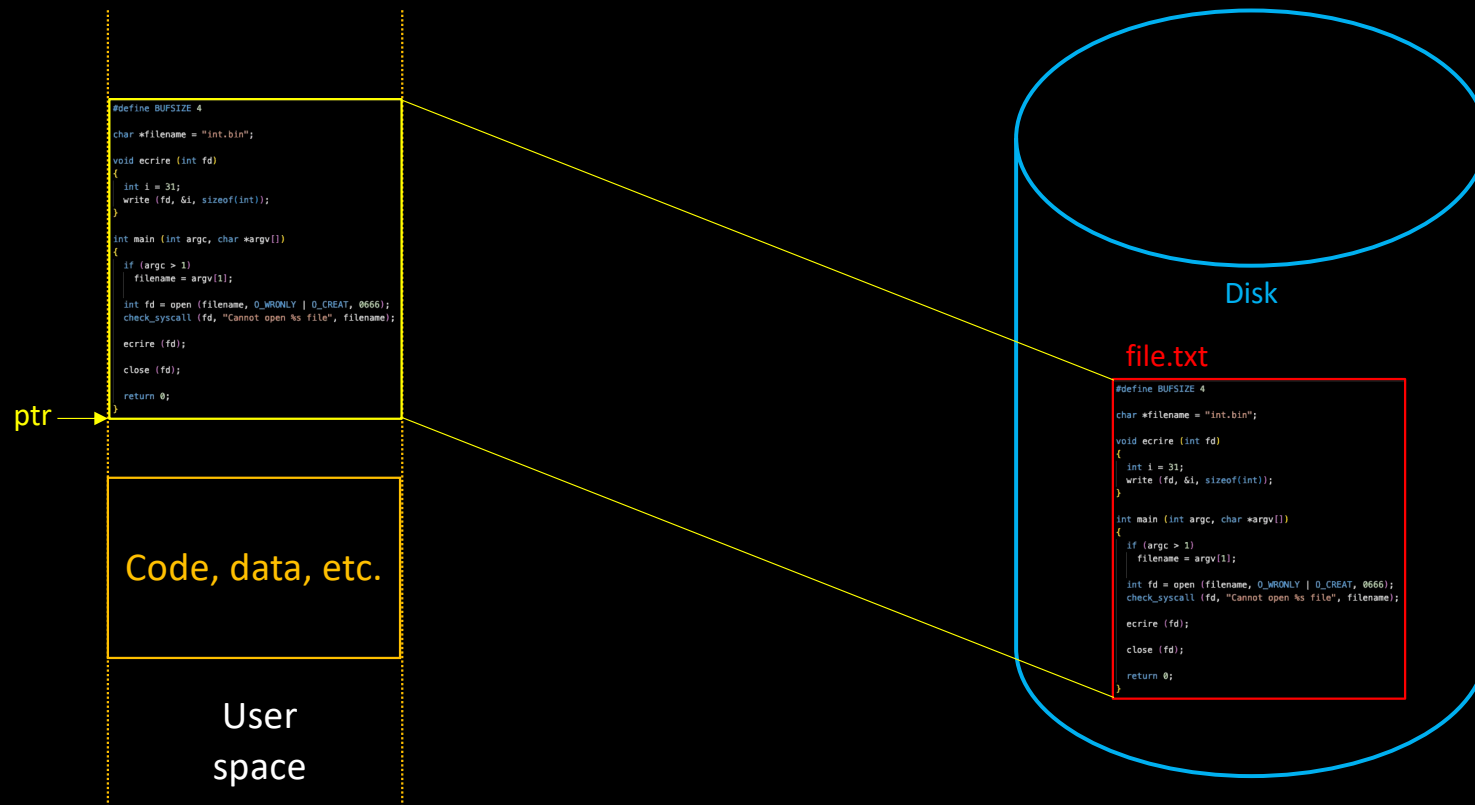 #define BUFSIZE 4
char *filename = "int.bin";
void ecrire (int fd)
{
int i = 31;
write (fd, &i, sizeof(int));
}
int main (int argc, char *argv[])
{
if (argc > 1)
filename = argv[1];
int fd = open (filename, O_WRONLY | O_CREAT, 0666);
check_syscall (fd, "Cannot open %s file", filename);
ecrire (fd);
close (fd);
return 0;
}
ptr
Code, data, etc.
User
space
Disk
file.txt
#define BUFSIZE 4
char *filename = "int.bin";
void ecrire (int fd)
{
int i = 31;
write (fd, &i, sizeof(int));
}
int main (int argc, char *argv[])
{
if (argc > 1)
filename = argv[1];
int fd = open (filename, O_WRONLY | O_CREAT, 0666);
check_syscall (fd, "Cannot open %s file", filename);
ecrire (fd);
close (fd);
return 0;
}